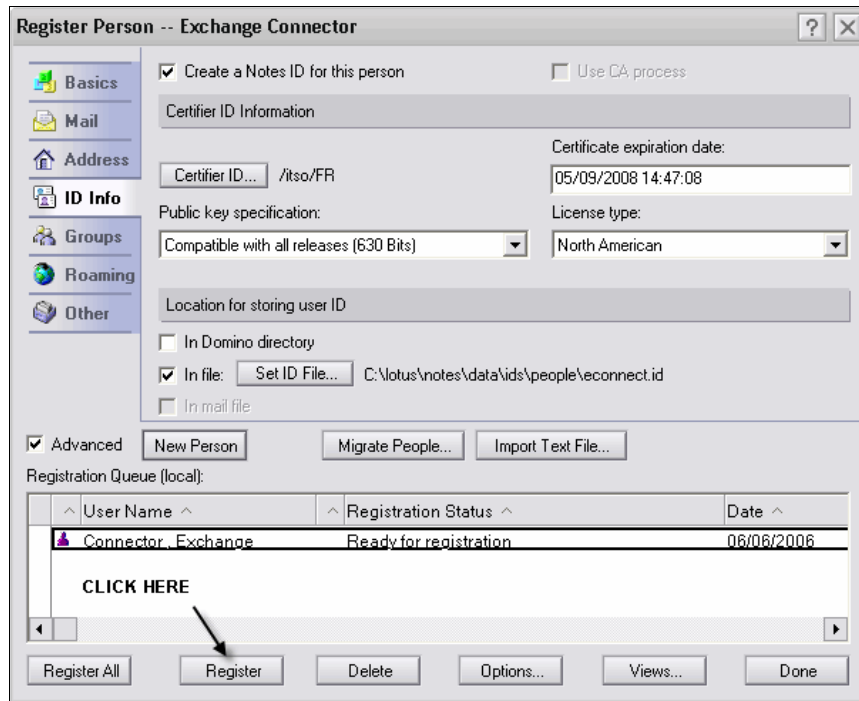 Register Person -- Exchange Connector
Basics
Mail
Address
ID Info
Groups
Roaming
Other
Create a Notes ID for this person
Use CA process
Certifier ID Information
Certificate expiration date:
Certifier ID... /itso/FR
05/09/2008 14:47:08
Public key specification:
License type:
Compatible with all releases (630 Bits)
North American
Location for storing user ID
In Domino directory
In file: Set ID File... C:\lotus\notes\data\ids\people\econnect.id
In mail file
Advanced New Person Migrate People... Import Text File...
Registration Queue (local):
User Name Registration Status Date
Connector , Exchange Ready for registration 06/06/2006
CLICK HERE
Register All Register Delete Options... Views... Done